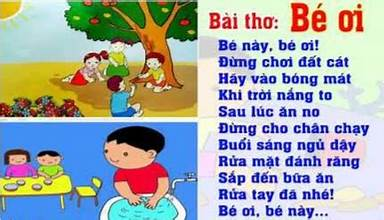 Bài thơ: Bé ơi
Bé này, bé ơi!
Đừng chơi đất cát
Hãy vào bóng mát
Khi trời nắng to
Sau lúc ăn no
Đừng cho chân chạy
Buổi sáng ngủ dậy
Rửa mặt đánh răng
Sắp đến bữa ăn
Rửa tay đã nhé!
Bé ơi, bé này...